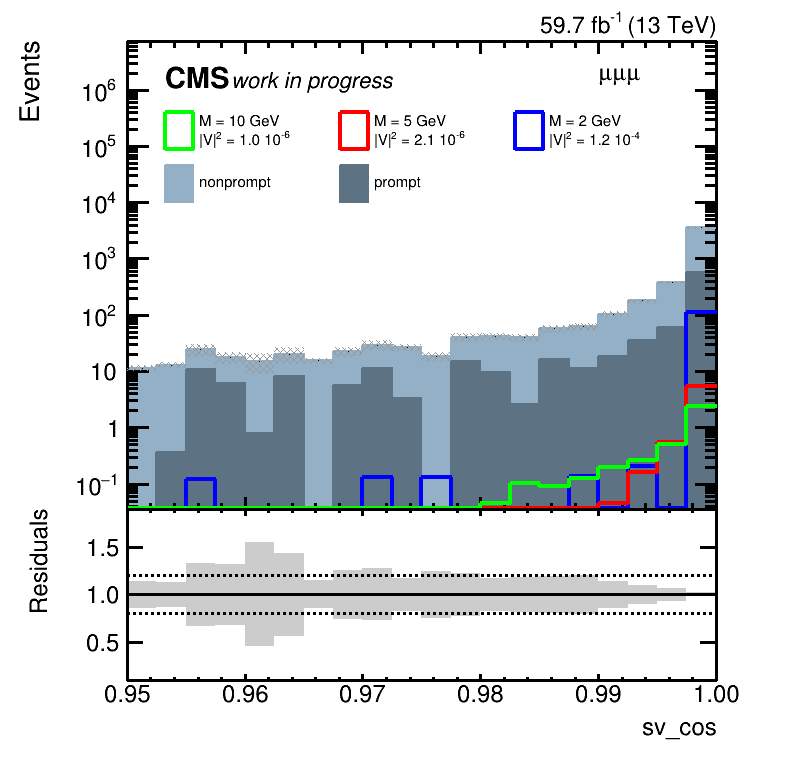 59.7 fb⁻¹ (13 TeV)
Events
CMS work in progress
μμμ
M = 10 GeV
|V|² = 1.0 10⁻⁶
M = 5 GeV
|V|² = 2.1 10⁻⁶
M = 2 GeV
|V|² = 1.2 10⁻⁴
nonprompt
prompt
10⁶
10⁵
10⁴
10³
10²
10
1
10⁻¹
Residuals
1.5
1.0
0.5
0.95 0.96 0.97 0.98 0.99 1.00
sv_cos